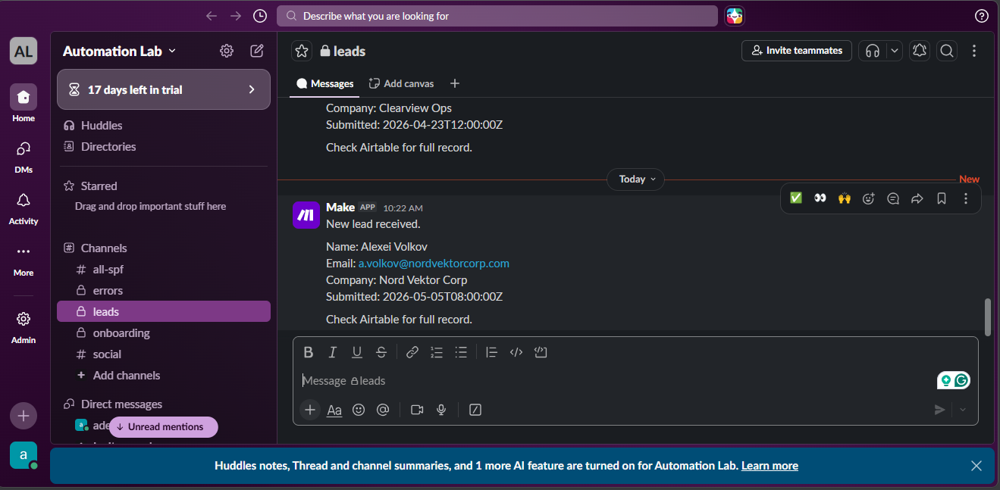 Describe what you are looking for
AL
Automation Lab
17 days left in trial
Home
Huddles
Directories
DMs
Starred
Drag and drop important stuff here
Activity
Channels
More
all-spf
errors
leads
Admin
onboarding
social
Add channels
Direct messages
ade
Unread mentions
a
leads
Invite teammates
Messages
Add canvas
Company: Clearview Ops
Submitted: 2026-04-23T12:00:00Z
Check Airtable for full record.
Today
New
Make APP 10:22 AM
New lead received.
Name: Alexei Volkov
Email: a.volkov@nordvektorcorp.com
Company: Nord Vektor Corp
Submitted: 2026-05-05T08:00:00Z
Check Airtable for full record.
Message leads
Aa
Huddles notes, Thread and channel summaries, and 1 more AI feature are turned on for Automation Lab. Learn more